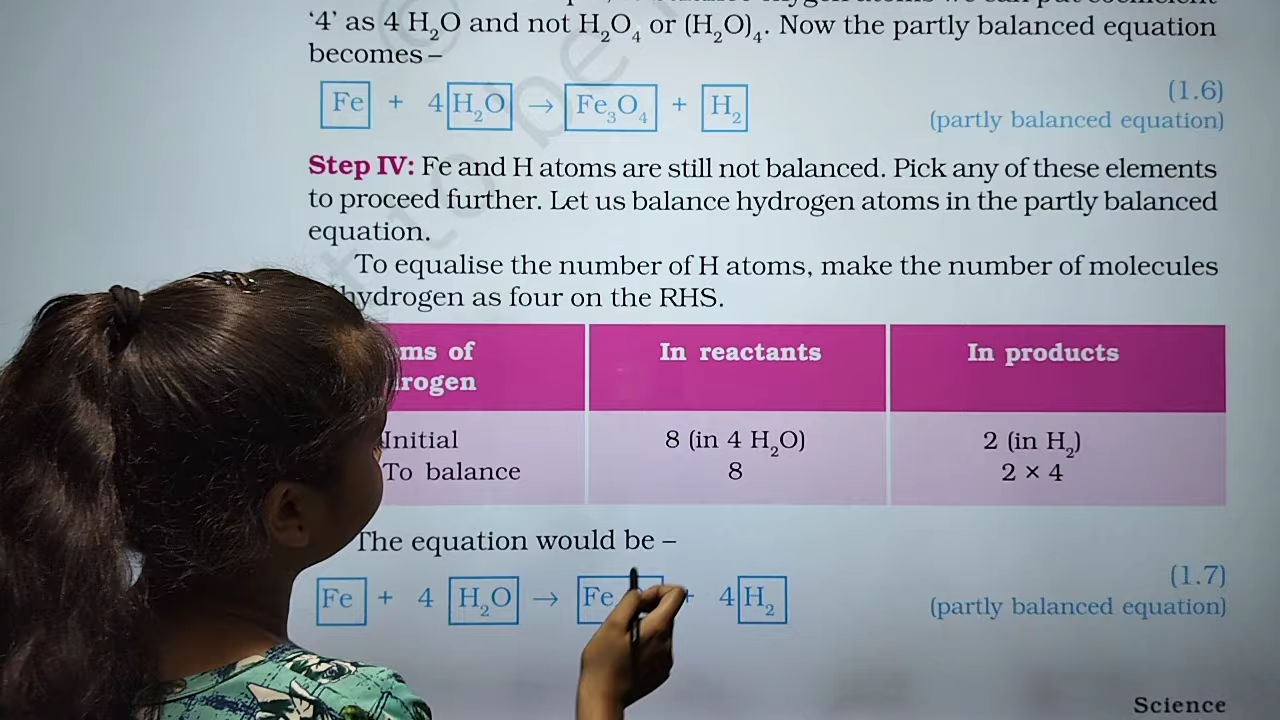 '4' as 4 H₂O and not H₂O₄ or (H₂O)₄. Now the partly balanced equation
becomes –
Fe + 4 H₂O → Fe₃O₄ + H₂ (1.6)
(partly balanced equation)
Step IV: Fe and H atoms are still not balanced. Pick any of these elements
to proceed further. Let us balance hydrogen atoms in the partly balanced
equation.
To equalise the number of H atoms, make the number of molecules
hydrogen as four on the RHS.
ms of In reactants In products
rogen
Initial 8 (in 4 H₂O) 2 (in H₂)
To balance 8 2 × 4
The equation would be –
Fe + 4 H₂O → Fe + 4 H₂ (1.7)
(partly balanced equation)
Science